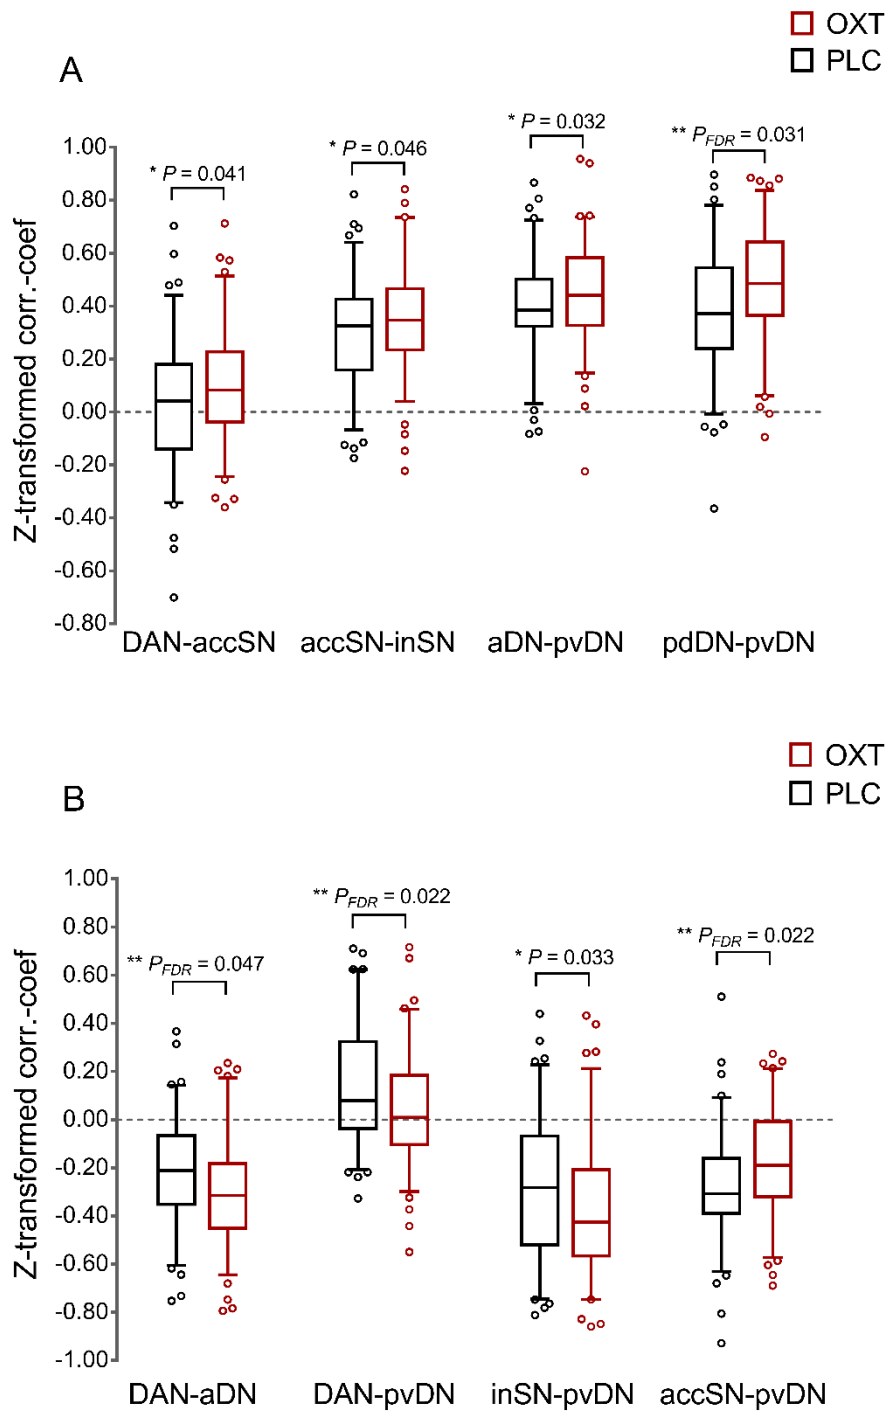 OXT
PLC
A
* P = 0.041
* P = 0.046
* P = 0.032
** PFDR = 0.031
1.00
0.80
0.60
0.40
0.20
0.00
-0.20
-0.40
-0.60
-0.80
Z-transformed corr.-coef
DAN-accSN
accSN-inSN
aDN-pvDN
pdDN-pvDN
OXT
PLC
B
** PFDR = 0.047
** PFDR = 0.022
* P = 0.033
** PFDR = 0.022
1.00
0.80
0.60
0.40
0.20
0.00
-0.20
-0.40
-0.60
-0.80
-1.00
Z-transformed corr.-coef
DAN-aDN
DAN-pvDN
inSN-pvDN
accSN-pvDN